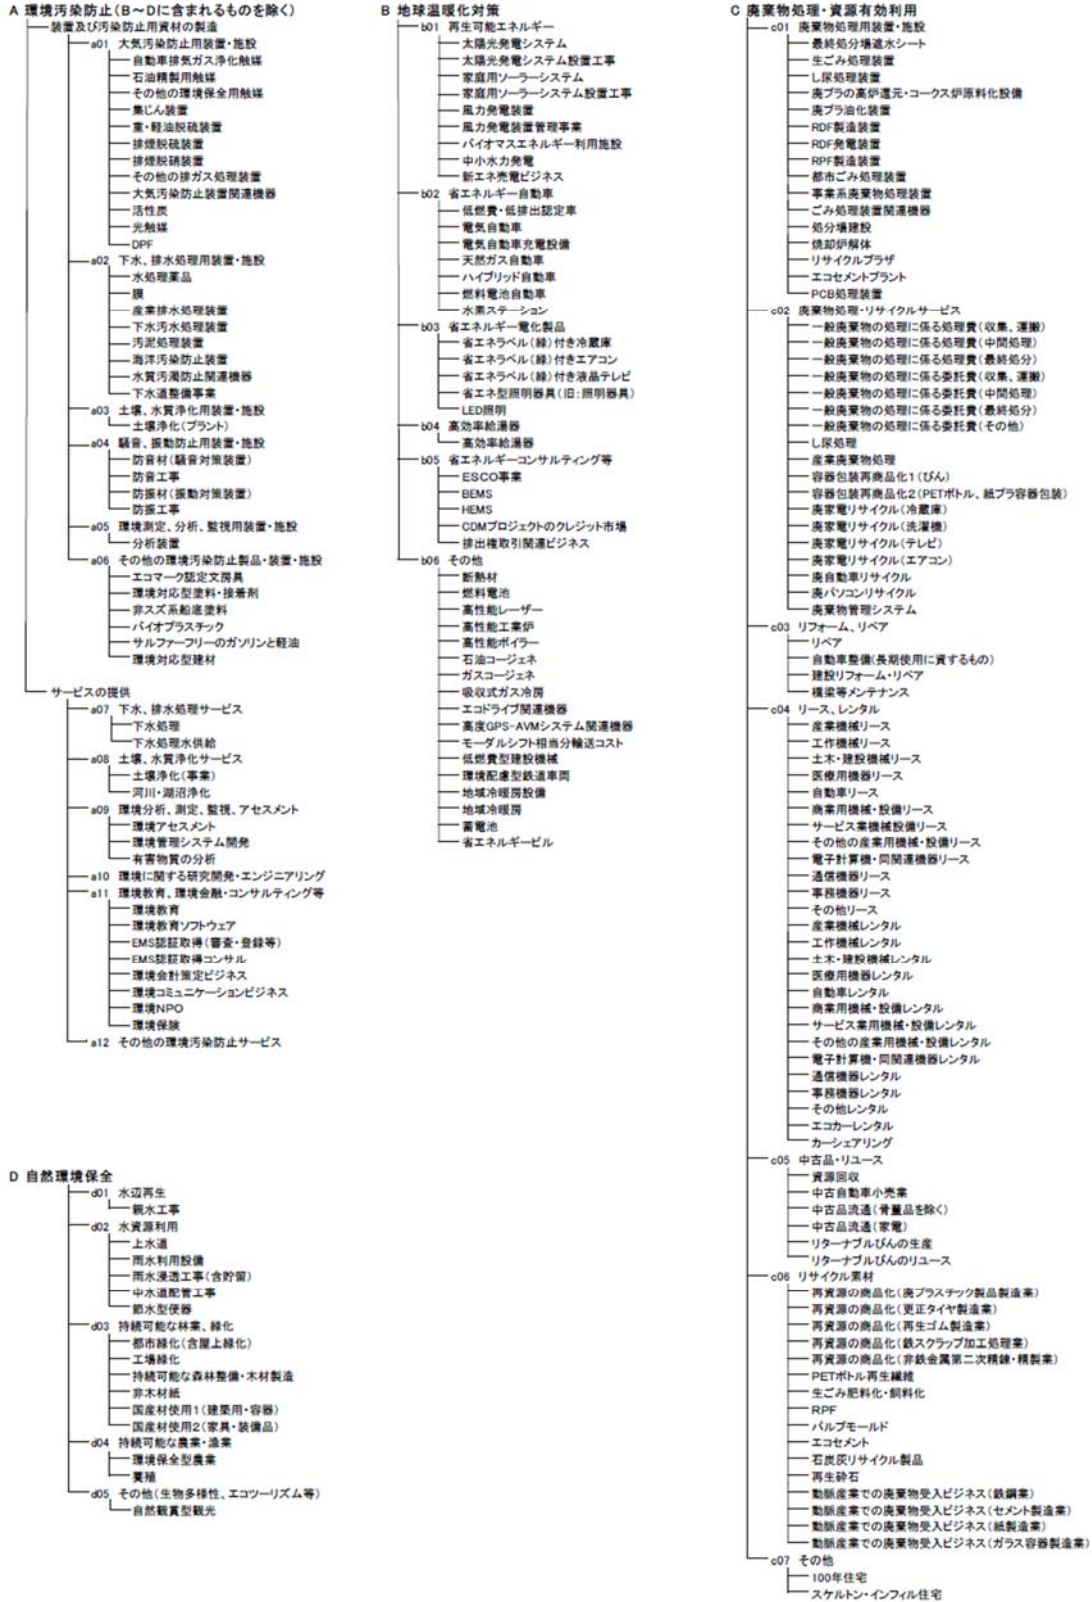 A 環境汚染防止(B～Dに含まれるものを除く)
装置及び汚染防止用資材の製造
a01 大気汚染防止用装置・施設
自動車排気ガス浄化触媒
石油精製用触媒
その他の環境保全用触媒
集じん装置
重・軽油脱硫装置
排煙脱硫装置
排煙脱硝装置
その他の排ガス処理装置
大気汚染防止装置関連機器
活性炭
光触媒
DPF
a02 下水、排水処理用装置・施設
水処理薬品
膜
産業排水処理装置
下水汚水処理装置
汚泥処理装置
海洋汚染防止装置
水質汚濁防止関連機器
下水道整備事業
a03 土壌、水質浄化用装置・施設
土壌浄化(プラント)
a04 騒音、振動防止用装置・施設
防音材(騒音対策装置)
防音工事
防振材(振動対策装置)
防振工事
a05 環境測定、分析、監視用装置・施設
分析装置
a06 その他の環境汚染防止製品・装置・施設
エコマーク認定文房具
環境対応型塗料・接着剤
非スズ系船底塗料
バイオプラスチック
サルファーフリーのガソリンと軽油
環境対応型建材
サービスの提供
a07 下水、排水処理サービス
下水処理
下水処理水供給
a08 土壌、水質浄化サービス
土壌浄化(事業)
河川・湖沼浄化
a09 環境分析、測定、監視、アセスメント
環境アセスメント
環境管理システム開発
有害物質の分析
a10 環境に関する研究開発・エンジニアリング
a11 環境教育、環境金融・コンサルティング等
環境教育
環境教育ソフトウェア
EMS認証取得(審査・登録等)
EMS認証取得コンサル
環境会計策定ビジネス
環境コミュニケーションビジネス
環境NPO
環境保険
a12 その他の環境汚染防止サービス
B 地球温暖化対策
b01 再生可能エネルギー
太陽光発電システム
太陽光発電システム設置工事
家庭用ソーラーシステム
家庭用ソーラーシステム設置工事
風力発電装置
風力発電装置管理事業
バイオマスエネルギー利用施設
中小水力発電
新エネ売電ビジネス
b02 省エネルギー自動車
低燃費・低排出認定車
電気自動車
電気自動車充電設備
天然ガス自動車
ハイブリッド自動車
燃料電池自動車
水素ステーション
b03 省エネルギー電化製品
省エネラベル(緑)付き冷蔵庫
省エネラベル(緑)付きエアコン
省エネラベル(緑)付き液晶テレビ
省エネ型照明器具(旧:照明器具)
LED照明
b04 高効率給湯器
高効率給湯器
b05 省エネルギーコンサルティング等
ESCO事業
BEMS
HEMS
CDMプロジェクトのクレジット市場
排出権取引関連ビジネス
b06 その他
断熱材
燃料電池
高性能レーザー
高性能工業炉
高性能ボイラー
石油コージェネ
ガスコージェネ
吸収式ガス冷房
エコドライブ関連機器
高度GPS-AVMシステム関連機器
モーダルシフト相当分輸送コスト
低燃費型建設機械
環境配慮型鉄道車両
地域冷暖房設備
地域冷暖房
蓄電池
省エネルギービル
C 廃棄物処理・資源有効利用
c01 廃棄物処理用装置・施設
最終処分場遮水シート
生ごみ処理装置
し尿処理装置
廃プラの高炉還元・コークス炉原料化設備
廃プラ油化装置
RDF製造装置
RDF発電装置
RPF製造装置
都市ごみ処理装置
事業系廃棄物処理装置
ごみ処理装置関連機器
処分場建設
焼却炉解体
リサイクルプラザ
エコセメントプラント
PCB処理装置
c02 廃棄物処理・リサイクルサービス
一般廃棄物の処理に係る処理費(収集、運搬)
一般廃棄物の処理に係る処理費(中間処理)
一般廃棄物の処理に係る処理費(最終処分)
一般廃棄物の処理に係る委託費(収集、運搬)
一般廃棄物の処理に係る委託費(中間処理)
一般廃棄物の処理に係る委託費(最終処分)
一般廃棄物の処理に係る委託費(その他)
し尿処理
産業廃棄物処理
容器包装再商品化1(びん)
容器包装再商品化2(PETボトル、紙プラ容器包装)
廃家電リサイクル(冷蔵庫)
廃家電リサイクル(洗濯機)
廃家電リサイクル(テレビ)
廃家電リサイクル(エアコン)
廃自動車リサイクル
廃パソコンリサイクル
廃棄物管理システム
c03 リフォーム、リペア
リペア
自動車整備(長期使用に資するもの)
建設リフォーム・リペア
橋梁等メンテナンス
c04 リース、レンタル
産業機械リース
工作機械リース
土木・建設機械リース
医療用機器リース
自動車リース
商業用機械・設備リース
サービス業機械設備リース
その他の産業用機械・設備リース
電子計算機・同関連機器リース
通信機器リース
事務機器リース
その他リース
産業機械レンタル
工作機械レンタル
土木・建設機械レンタル
医療用機器レンタル
自動車レンタル
商業用機械・設備レンタル
サービス業用機械・設備レンタル
その他の産業用機械・設備レンタル
電子計算機・同関連機器レンタル
通信機器レンタル
事務機器レンタル
その他レンタル
エコカーレンタル
カーシェアリング
c05 中古品・リユース
資源回収
中古自動車小売業
中古品流通(骨董品を除く)
中古品流通(家電)
リターナブルびんの生産
リターナブルびんのリユース
c06 リサイクル素材
再資源の商品化(廃プラスチック製品製造業)
再資源の商品化(更正タイヤ製造業)
再資源の商品化(再生ゴム製造業)
再資源の商品化(鉄スクラップ加工処理業)
再資源の商品化(非鉄金属第二次精錬・精製業)
PETボトル再生繊維
生ごみ肥料化・飼料化
RPF
パルプモールド
エコセメント
石炭灰リサイクル製品
再生砕石
動脈産業での廃棄物受入ビジネス(鉄鋼業)
動脈産業での廃棄物受入ビジネス(セメント製造業)
動脈産業での廃棄物受入ビジネス(紙製造業)
動脈産業での廃棄物受入ビジネス(ガラス容器製造業)
c07 その他
100年住宅
スケルトン・インフィル住宅
D 自然環境保全
d01 水辺再生
親水工事
d02 水資源利用
上水道
雨水利用設備
雨水浸透工事(含貯留)
中水道配管工事
節水型便器
d03 持続可能な林業、緑化
都市緑化(含屋上緑化)
工場緑化
持続可能な森林整備・木材製造
非木材紙
国産材使用1(建築用・容器)
国産材使用2(家具・装備品)
d04 持続可能な農業・漁業
環境保全型農業
養殖
d05 その他(生物多様性、エコツーリズム等)
自然観賞型観光